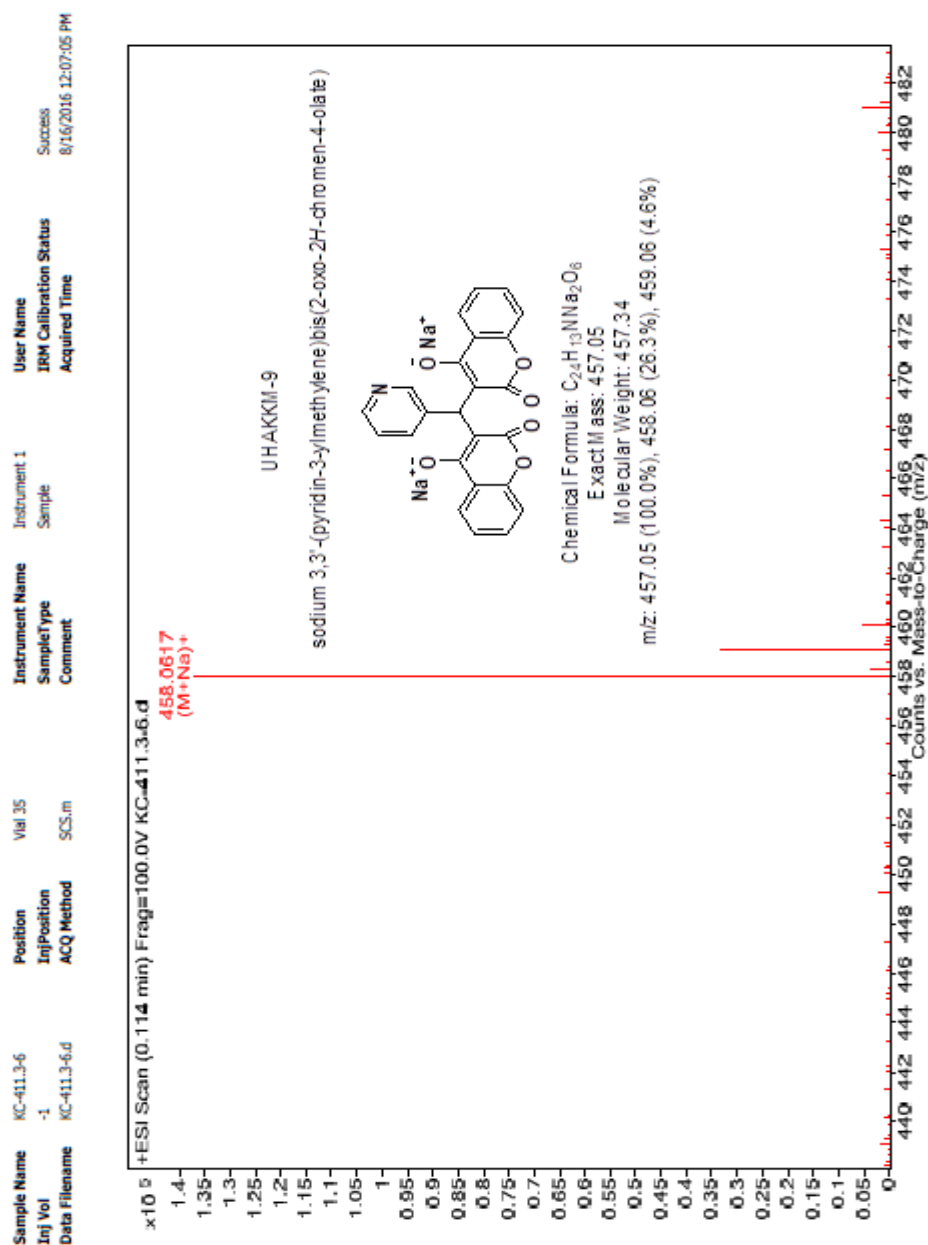 Sample Name KC-411.3-6 Position Vial 35 Instrument Name Instrument 1 User Name
Inj Vol -1 InjPosition SampleType Sample IRM Calibration Status Success
Data Filename KC-411.3-6.d ACQ Method SCS.m Comment Acquired Time 8/16/2016 12:07:05 PM
x10 5 +ESI Scan (0.114 min) Frag=100.0V KC-411.3-6.d
458.0617
(M+Na)+
UHAKKM-9
sodium 3,3'-(pyridin-3-ylmethylene)bis(2-oxo-2H-chromen-4-olate)
N
Na+ -O O- Na+
O O O O
Chemical Formula: C24H13NNa2O6
Exact Mass: 457.05
Molecular Weight: 457.34
m/z: 457.05 (100.0%), 458.06 (26.3%), 459.06 (4.6%)
1.4
1.35
1.3
1.25
1.2
1.15
1.1
1.05
1
0.95
0.9
0.85
0.8
0.75
0.7
0.65
0.6
0.55
0.5
0.45
0.4
0.35
0.3
0.25
0.2
0.15
0.1
0.05
0
440 442 444 446 448 450 452 454 456 458 460 462 464 466 468 470 472 474 476 478 480 482
Counts vs. Mass-to-Charge (m/z)